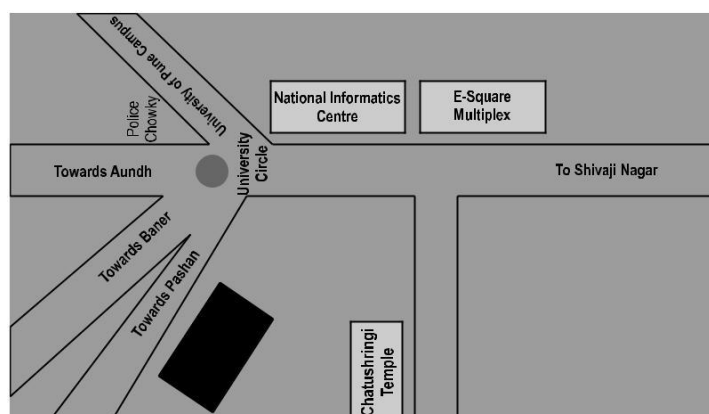 University of Pune Campus
Police
Chowky
National Informatics
Centre
E-Square
Multiplex
Towards Aundh
University
Circle
To Shivaji Nagar
Towards Baner
Towards Pashan
Chatushringi
Temple